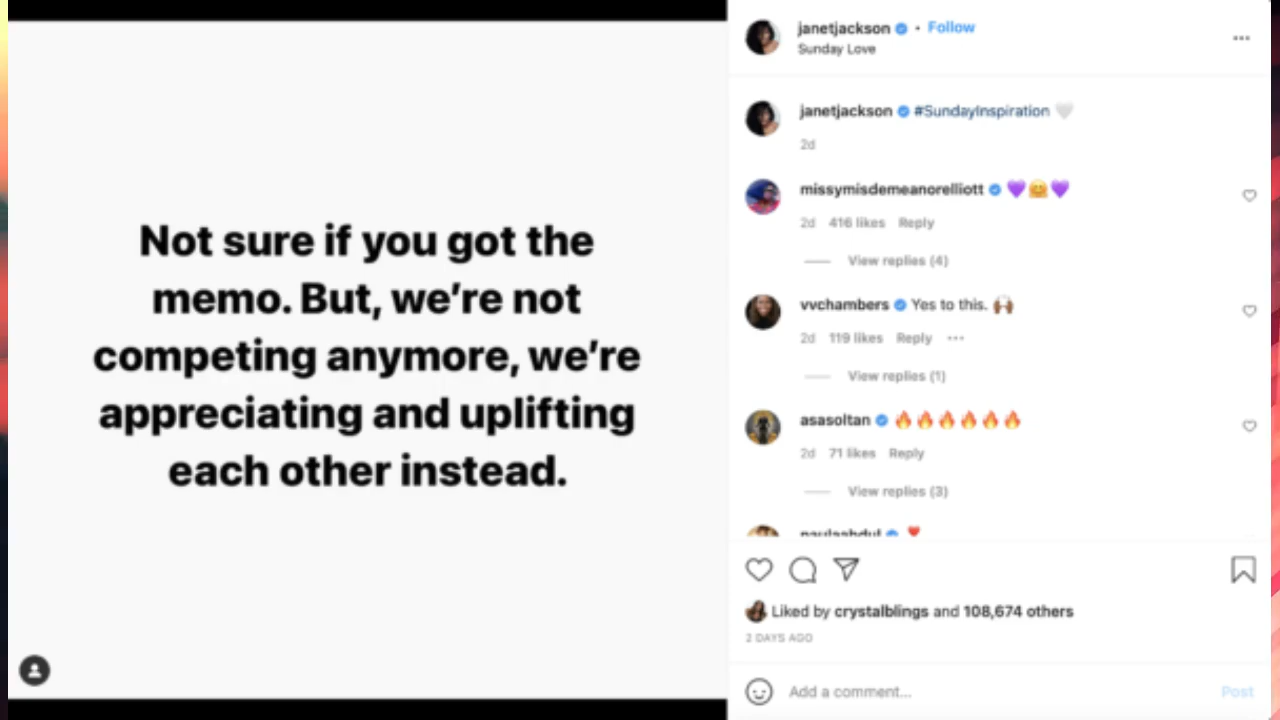 Not sure if you got the
memo. But, we're not
competing anymore, we're
appreciating and uplifting
each other instead.
janetjackson • Follow
Sunday Love
janetjackson #SundayInspiration 🤍
2d
missymisdemeanorelliott 💜🤗💜
2d 416 likes Reply
View replies (4)
vvchambers Yes to this. 🙌🏾
2d 119 likes Reply
View replies (1)
asasoltan 🔥🔥🔥🔥🔥🔥
2d 71 likes Reply
View replies (3)
paulaabdul ❣️
Liked by crystalblings and 108,674 others
2 DAYS AGO
Add a comment...
Post